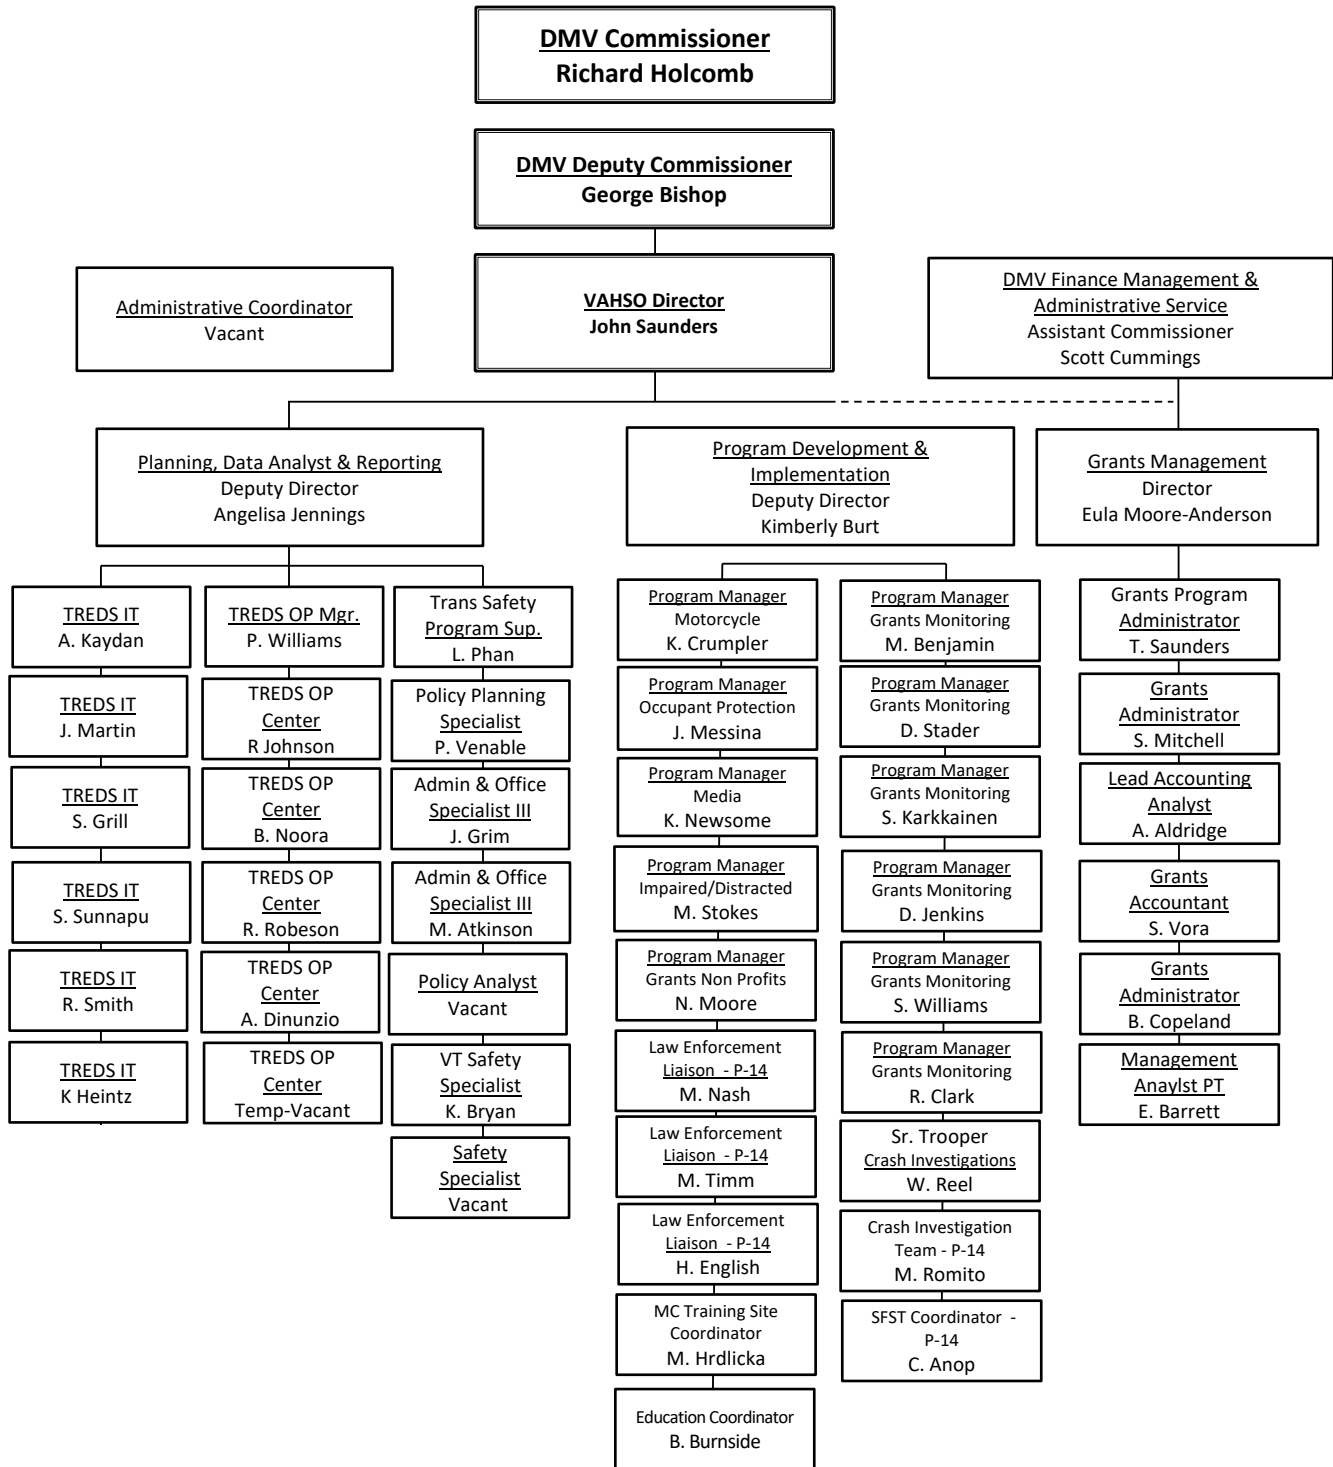 DMV Commissioner
Richard Holcomb
DMV Deputy Commissioner
George Bishop
Administrative Coordinator
Vacant
VAHSO Director
John Saunders
DMV Finance Management &
Administrative Service
Assistant Commissioner
Scott Cummings
Planning, Data Analyst & Reporting
Deputy Director
Angelisa Jennings
Program Development &
Implementation
Deputy Director
Kimberly Burt
Grants Management
Director
Eula Moore-Anderson
TREDS IT
A. Kaydan
TREDS IT
J. Martin
TREDS IT
S. Grill
TREDS IT
S. Sunnapu
TREDS IT
R. Smith
TREDS IT
K Heintz
TREDS OP Mgr.
P. Williams
TREDS OP
Center
R Johnson
TREDS OP
Center
B. Noora
TREDS OP
Center
R. Robeson
TREDS OP
Center
A. Dinunzio
TREDS OP
Center
Temp-Vacant
Trans Safety
Program Sup.
L. Phan
Policy Planning
Specialist
P. Venable
Admin & Office
Specialist III
J. Grim
Admin & Office
Specialist III
M. Atkinson
Policy Analyst
Vacant
VT Safety
Specialist
K. Bryan
Safety
Specialist
Vacant
Program Manager
Motorcycle
K. Crumpler
Program Manager
Occupant Protection
J. Messina
Program Manager
Media
K. Newsome
Program Manager
Impaired/Distracted
M. Stokes
Program Manager
Grants Non Profits
N. Moore
Law Enforcement
Liaison - P-14
M. Nash
Law Enforcement
Liaison - P-14
M. Timm
Law Enforcement
Liaison - P-14
H. English
MC Training Site
Coordinator
M. Hrdlicka
Education Coordinator
B. Burnside
Program Manager
Grants Monitoring
M. Benjamin
Program Manager
Grants Monitoring
D. Stader
Program Manager
Grants Monitoring
S. Karkkainen
Program Manager
Grants Monitoring
D. Jenkins
Program Manager
Grants Monitoring
S. Williams
Program Manager
Grants Monitoring
R. Clark
Sr. Trooper
Crash Investigations
W. Reel
Crash Investigation
Team - P-14
M. Romito
SFST Coordinator -
P-14
C. Anop
Grants Program
Administrator
T. Saunders
Grants
Administrator
S. Mitchell
Lead Accounting
Analyst
A. Aldridge
Grants
Accountant
S. Vora
Grants
Administrator
B. Copeland
Management
Anaylst PT
E. Barrett